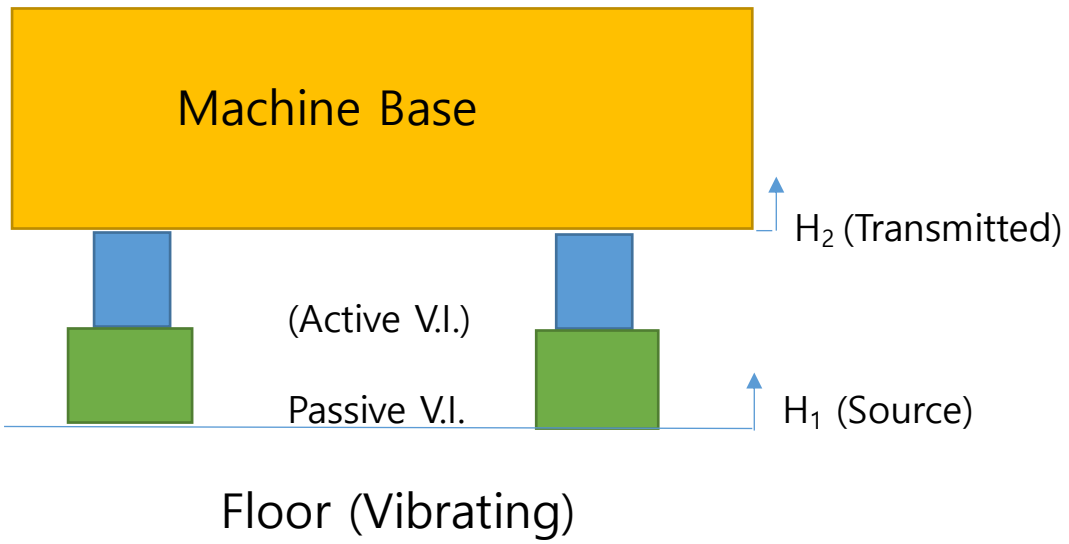 Machine Base
H₂ (Transmitted)
(Active V.I.)
Passive V.I.
H₁ (Source)
Floor (Vibrating)